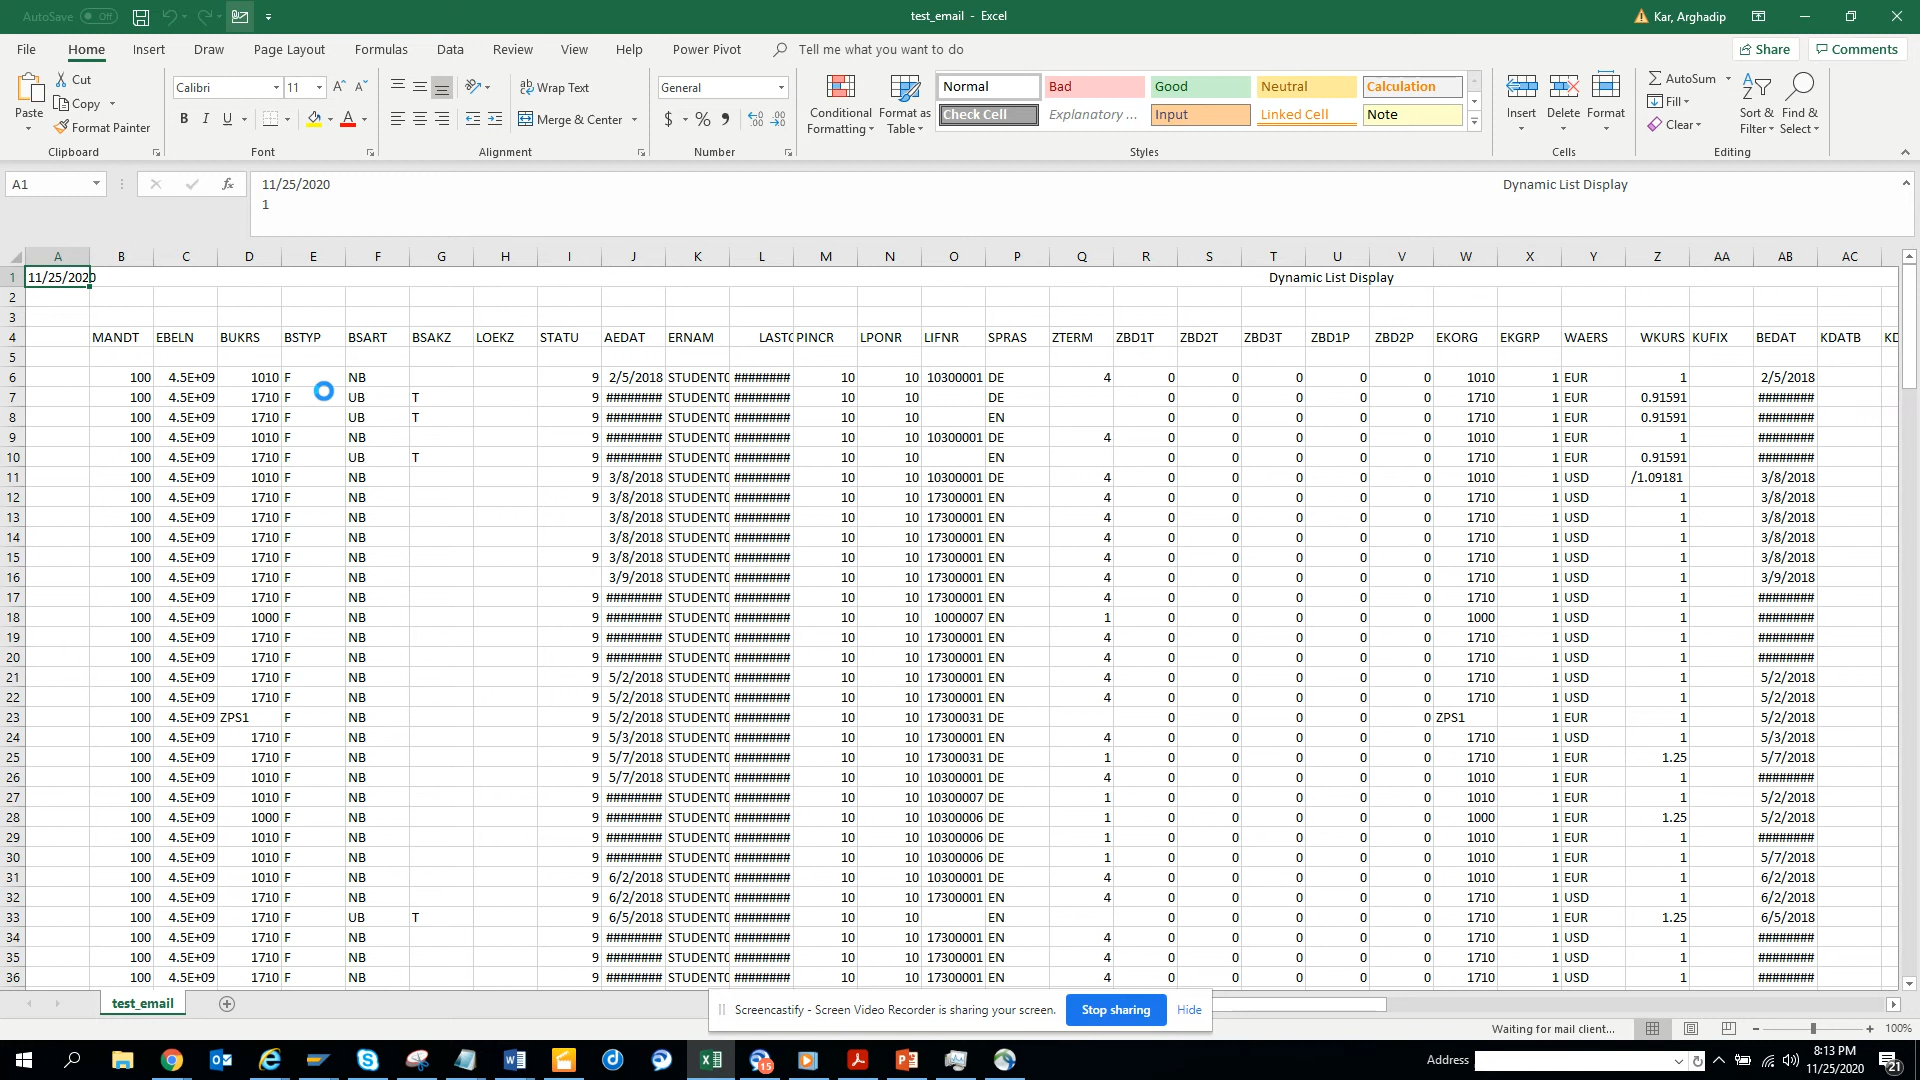 AutoSave Off test_email - Excel Kar, Arghadip
File Home Insert Draw Page Layout Formulas Data Review View Help Power Pivot Tell me what you want to do Share Comments
Paste Cut Copy Format Painter Clipboard
Calibri 11 B I U A Font
Wrap Text Merge & Center Alignment
General $ % Number
Conditional Formatting Format as Table
Normal Bad Good Neutral Calculation
Check Cell Explanatory ... Input Linked Cell Note
Styles
Insert Delete Format Cells
AutoSum Fill Clear Sort & Filter Find & Select Editing
A1 fx 11/25/2020 Dynamic List Display
1
A B C D E F G H I J K L M N O P Q R S T U V W X Y Z AA AB AC
1 11/25/2020 Dynamic List Display
2
3
4 MANDT EBELN BUKRS BSTYP BSART BSAKZ LOEKZ STATU AEDAT ERNAM LASTC PINCR LPONR LIFNR SPRAS ZTERM ZBD1T ZBD2T ZBD3T ZBD1P ZBD2P EKORG EKGRP WAERS WKURS KUFIX BEDAT KDATB KD
5
6 100 4.5E+09 1010 F NB 9 2/5/2018 STUDENT0 ######## 10 10 10300001 DE 4 0 0 0 0 0 1010 1 EUR 1 2/5/2018
7 100 4.5E+09 1710 F UB T 9 ######## STUDENT0 ######## 10 10 DE 0 0 0 0 0 1710 1 EUR 0.91591 ########
8 100 4.5E+09 1710 F UB T 9 ######## STUDENT0 ######## 10 10 EN 0 0 0 0 0 1710 1 EUR 0.91591 ########
9 100 4.5E+09 1010 F NB 9 ######## STUDENT0 ######## 10 10 10300001 DE 4 0 0 0 0 0 1010 1 EUR 1 ########
10 100 4.5E+09 1710 F UB T 9 ######## STUDENT0 ######## 10 10 EN 0 0 0 0 0 1710 1 EUR 0.91591 ########
11 100 4.5E+09 1010 F NB 9 3/8/2018 STUDENT0 ######## 10 10 10300001 DE 4 0 0 0 0 0 1010 1 USD /1.09181 3/8/2018
12 100 4.5E+09 1710 F NB 9 3/8/2018 STUDENT0 ######## 10 10 17300001 EN 4 0 0 0 0 0 1710 1 USD 1 3/8/2018
13 100 4.5E+09 1710 F NB 3/8/2018 STUDENT0 ######## 10 10 17300001 EN 4 0 0 0 0 0 1710 1 USD 1 3/8/2018
14 100 4.5E+09 1710 F NB 3/8/2018 STUDENT0 ######## 10 10 17300001 EN 4 0 0 0 0 0 1710 1 USD 1 3/8/2018
15 100 4.5E+09 1710 F NB 9 3/8/2018 STUDENT0 ######## 10 10 17300001 EN 4 0 0 0 0 0 1710 1 USD 1 3/8/2018
16 100 4.5E+09 1710 F NB 3/9/2018 STUDENT0 ######## 10 10 17300001 EN 4 0 0 0 0 0 1710 1 USD 1 3/9/2018
17 100 4.5E+09 1710 F NB 9 ######## STUDENT0 ######## 10 10 17300001 EN 4 0 0 0 0 0 1710 1 USD 1 ########
18 100 4.5E+09 1000 F NB 9 ######## STUDENT0 ######## 10 10 1000007 EN 1 0 0 0 0 0 1000 1 USD 1 ########
19 100 4.5E+09 1710 F NB 9 ######## STUDENT0 ######## 10 10 17300001 EN 4 0 0 0 0 0 1710 1 USD 1 ########
20 100 4.5E+09 1710 F NB 9 ######## STUDENT0 ######## 10 10 17300001 EN 4 0 0 0 0 0 1710 1 USD 1 ########
21 100 4.5E+09 1710 F NB 9 5/2/2018 STUDENT0 ######## 10 10 17300001 EN 4 0 0 0 0 0 1710 1 USD 1 5/2/2018
22 100 4.5E+09 1710 F NB 9 5/2/2018 STUDENT0 ######## 10 10 17300001 EN 4 0 0 0 0 0 1710 1 USD 1 5/2/2018
23 100 4.5E+09 ZPS1 F NB 9 5/2/2018 STUDENT0 ######## 10 10 17300031 DE 0 0 0 0 0 ZPS1 1 EUR 1 5/2/2018
24 100 4.5E+09 1710 F NB 9 5/3/2018 STUDENT0 ######## 10 10 17300001 EN 4 0 0 0 0 0 1710 1 USD 1 5/3/2018
25 100 4.5E+09 1710 F NB 9 5/7/2018 STUDENT0 ######## 10 10 17300031 DE 1 0 0 0 0 0 1710 1 EUR 1.25 5/7/2018
26 100 4.5E+09 1010 F NB 9 5/7/2018 STUDENT0 ######## 10 10 10300001 DE 4 0 0 0 0 0 1010 1 EUR 1 ########
27 100 4.5E+09 1010 F NB 9 ######## STUDENT0 ######## 10 10 10300007 DE 1 0 0 0 0 0 1010 1 EUR 1 5/2/2018
28 100 4.5E+09 1000 F NB 9 ######## STUDENT0 ######## 10 10 10300006 DE 1 0 0 0 0 0 1000 1 EUR 1.25 5/2/2018
29 100 4.5E+09 1010 F NB 9 ######## STUDENT0 ######## 10 10 10300006 DE 1 0 0 0 0 0 1010 1 EUR 1 ########
30 100 4.5E+09 1010 F NB 9 ######## STUDENT0 ######## 10 10 10300006 DE 1 0 0 0 0 0 1010 1 EUR 1 5/7/2018
31 100 4.5E+09 1010 F NB 9 6/2/2018 STUDENT0 ######## 10 10 10300001 DE 4 0 0 0 0 0 1010 1 EUR 1 6/2/2018
32 100 4.5E+09 1710 F NB 9 6/2/2018 STUDENT0 ######## 10 10 17300001 EN 4 0 0 0 0 0 1710 1 USD 1 6/2/2018
33 100 4.5E+09 1710 F UB T 9 6/5/2018 STUDENT0 ######## 10 10 EN 0 0 0 0 0 1710 1 EUR 1.25 6/5/2018
34 100 4.5E+09 1710 F NB 9 ######## STUDENT0 ######## 10 10 17300001 EN 4 0 0 0 0 0 1710 1 USD 1 ########
35 100 4.5E+09 1710 F NB 9 ######## STUDENT0 ######## 10 10 17300001 EN 4 0 0 0 0 0 1710 1 USD 1 ########
36 100 4.5E+09 1710 F NB 9 ######## STUDENT0 ######## 10 10 17300001 EN 4 0 0 0 0 0 1710 1 USD 1 ########
test_email
Screencastify - Screen Video Recorder is sharing your screen. Stop sharing Hide
Waiting for mail client... 100%
15 Address 8:13 PM
11/25/2020 21